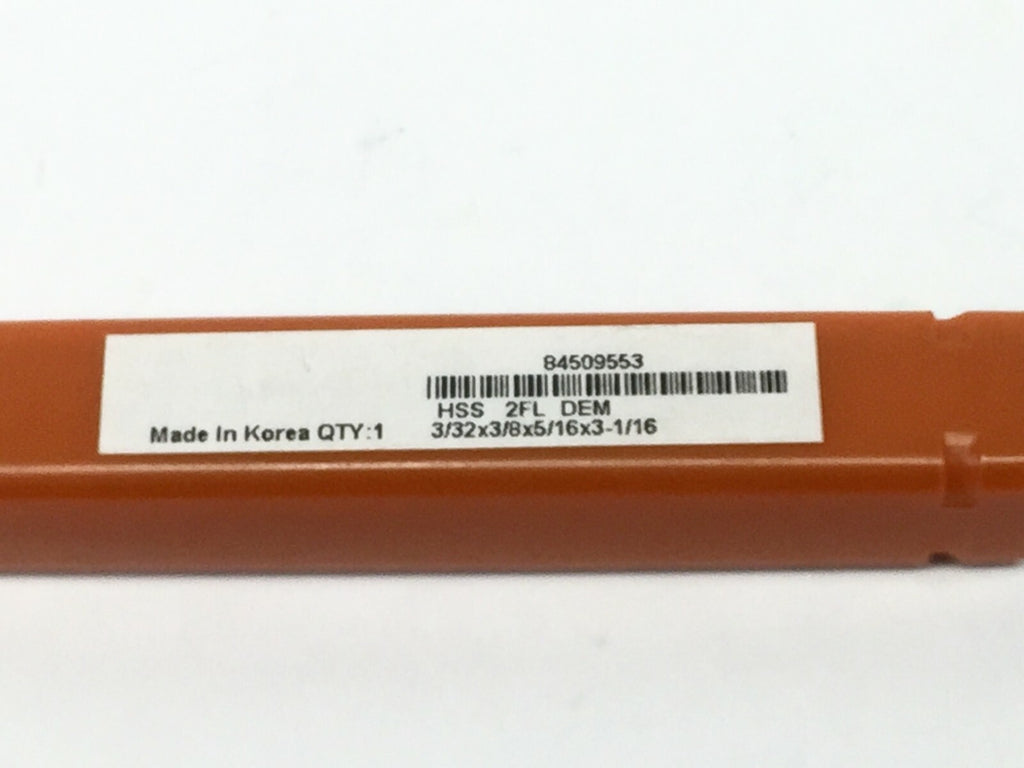 84509553
HSS 2FL DEM
Made In Korea QTY:1
3/32x3/8x5/16x3-1/16